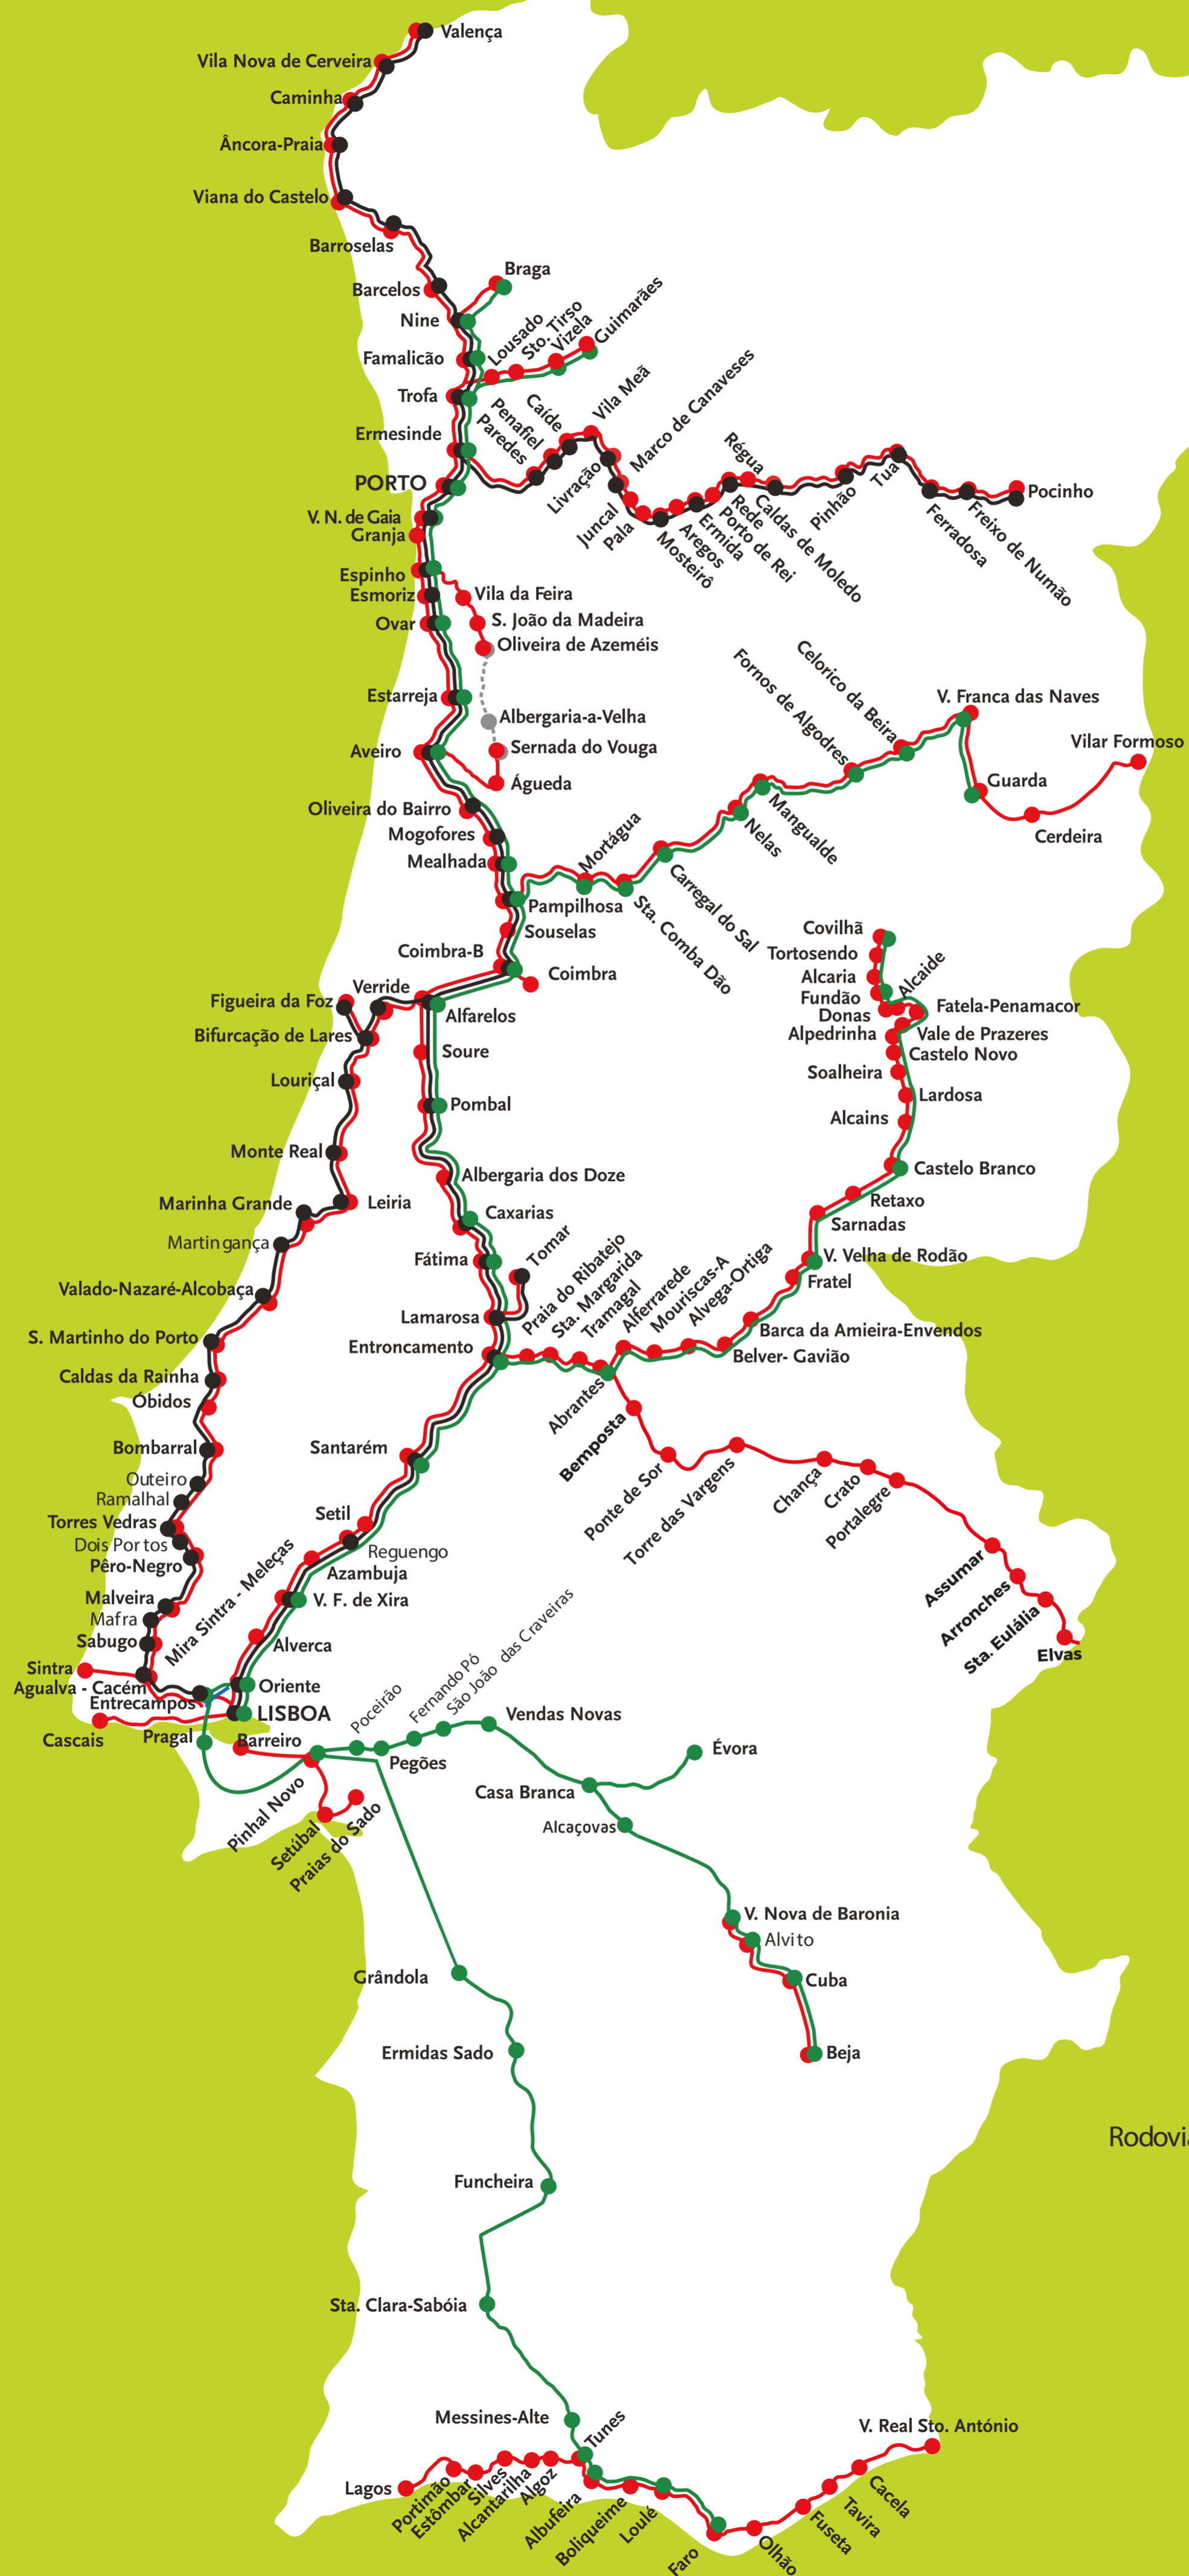 Valença
Vila Nova de Cerveira
Caminha
Âncora-Praia
Viana do Castelo
Barroselas
Barcelos
Braga
Nine
Famalicão
Lousado
Sto. Tirso
Vizela
Guimarães
Trofa
Ermesinde
Paredes
Penafiel
Caíde
Vila Meã
Livração
Marco de Canaveses
Juncal
Pala
Mosteirô
Aregos
Ermida
Porto de Rei
Rede
Régua
Caldas de Moledo
Pinhão
Tua
Ferradosa
Freixo de Numão
Pocinho
PORTO
V. N. de Gaia
Granja
Espinho
Esmoriz
Ovar
Vila da Feira
S. João da Madeira
Oliveira de Azeméis
Albergaria-a-Velha
Sernada do Vouga
Águeda
Estarreja
Aveiro
Oliveira do Bairro
Mogofores
Mealhada
Pampilhosa
Mortágua
Sta. Comba Dão
Carregal do Sal
Nelas
Mangualde
Fornos de Algodres
Celorico da Beira
V. Franca das Naves
Guarda
Cerdeira
Vilar Formoso
Souselas
Coimbra-B
Coimbra
Verride
Figueira da Foz
Alfarelos
Bifurcação de Lares
Soure
Louriçal
Pombal
Monte Real
Albergaria dos Doze
Marinha Grande
Leiria
Caxarias
Martingança
Fátima
Tomar
Valado-Nazaré-Alcobaça
Lamarosa
S. Martinho do Porto
Entroncamento
Caldas da Rainha
Óbidos
Bombarral
Outeiro
Ramalhal
Torres Vedras
Dois Portos
Pêro-Negro
Malveira
Mafra
Sabugo
Mira Sintra - Meleças
Sintra
Agualva - Cacém
Entrecampos
Cascais
Covilhã
Tortosendo
Alcaria
Fundão
Donas
Alcaide
Fatela-Penamacor
Alpedrinha
Vale de Prazeres
Castelo Novo
Soalheira
Lardosa
Alcains
Castelo Branco
Retaxo
Sarnadas
V. Velha de Rodão
Fratel
Barca da Amieira-Envendos
Belver- Gavião
Alvega-Ortiga
Mouriscas-A
Alferrarede
Tramagal
Sta. Margarida
Praia do Ribatejo
Abrantes
Bemposta
Ponte de Sor
Torre das Vargens
Chança
Crato
Portalegre
Assumar
Arronches
Sta. Eulália
Elvas
Santarém
Setil
Reguengo
Azambuja
V. F. de Xira
Alverca
Oriente
LISBOA
Pragal
Barreiro
Pinhal Novo
Setúbal
Praias do Sado
Poceirão
Pegões
Fernando Pó
São João das Craveiras
Vendas Novas
Casa Branca
Évora
Alcaçovas
V. Nova de Baronia
Alvito
Cuba
Beja
Grândola
Ermidas Sado
Rodovia
Funcheira
Sta. Clara-Sabóia
Messines-Alte
Tunes
Lagos
Portimão
Estômbar
Silves
Alcantarilha
Algoz
Albufeira
Boliqueime
Loulé
Faro
Olhão
Fuseta
Tavira
Cacela
V. Real Sto. António